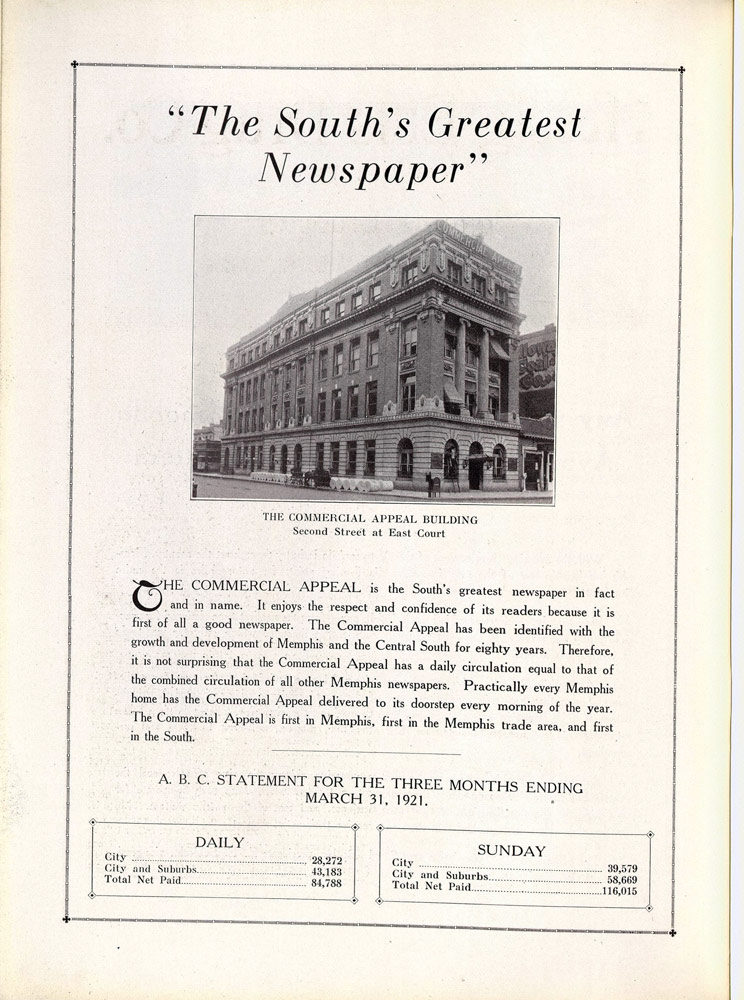 “The South’s Greatest
Newspaper”
COMMERCIAL APPEAL
THE COMMERCIAL APPEAL BUILDING
Second Street at East Court
THE COMMERCIAL APPEAL is the South’s greatest newspaper in fact
and in name. It enjoys the respect and confidence of its readers because it is
first of all a good newspaper. The Commercial Appeal has been identified with the
growth and development of Memphis and the Central South for eighty years. Therefore,
it is not surprising that the Commercial Appeal has a daily circulation equal to that of
the combined circulation of all other Memphis newspapers. Practically every Memphis
home has the Commercial Appeal delivered to its doorstep every morning of the year.
The Commercial Appeal is first in Memphis, first in the Memphis trade area, and first
in the South.
A. B. C. STATEMENT FOR THE THREE MONTHS ENDING
MARCH 31, 1921.
DAILY
City 28,272
City and Suburbs 43,183
Total Net Paid 84,788
SUNDAY
City 39,579
City and Suburbs 58,669
Total Net Paid 116,015